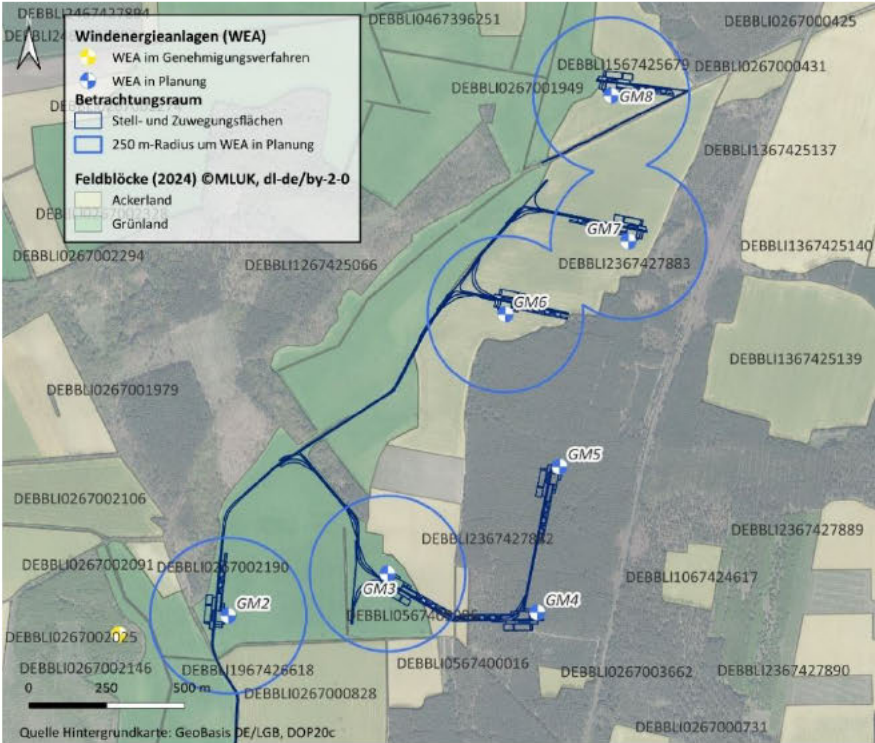 DEBBLI0467396251
DEBBLI0267000425
Windenergieanlagen (WEA)
WEA im Genehmigungsverfahren
WEA in Planung
Betrachtungsraum
Stell- und Zuwegungsflächen
250 m-Radius um WEA in Planung
Feldblöcke (2024) ©MLUK, dl-de/by-2-0
Ackerland
Grünland
DEBBLI1567425679
DEBBLI0267000431
DEBBLI0267001949
GM8
DEBBLI1367425137
DEBBLI0267002294
DEBBLI1267425066
GM7
DEBBLI1367425140
DEBBLI2367427883
GM6
DEBBLI1367425139
DEBBLI0267001979
GM5
DEBBLI0267002106
DEBBLI2367427889
DEBBLI0267002091
DEBBLI0267002190
DEBBLI1067424617
GM2
GM3
GM4
DEBBLI0267002025
DEBBLI0267002146
DEBBLI1967426618
DEBBLI0567400016
DEBBLI0267003662
DEBBLI2367427890
0 250 500 m
DEBBLI0267000828
DEBBLI0267000731
Quelle Hintergrundkarte: GeoBasis DE/LGB, DOP20c